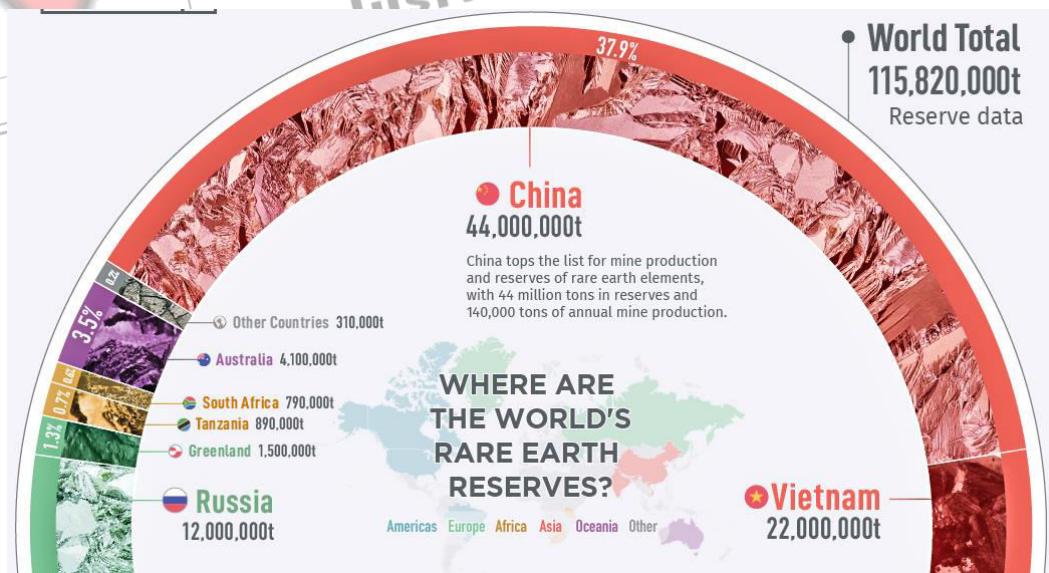 37.9%
World Total
115,820,000t
Reserve data
China
44,000,000t
China tops the list for mine production
and reserves of rare earth elements,
with 44 million tons in reserves and
140,000 tons of annual mine production.
0.2%
Other Countries 310,000t
3.5%
Australia 4,100,000t
0.6%
South Africa 790,000t
0.7%
Tanzania 890,000t
1.3%
Greenland 1,500,000t
Russia
12,000,000t
WHERE ARE
THE WORLD'S
RARE EARTH
RESERVES?
Americas Europe Africa Asia Oceania Other
Vietnam
22,000,000t